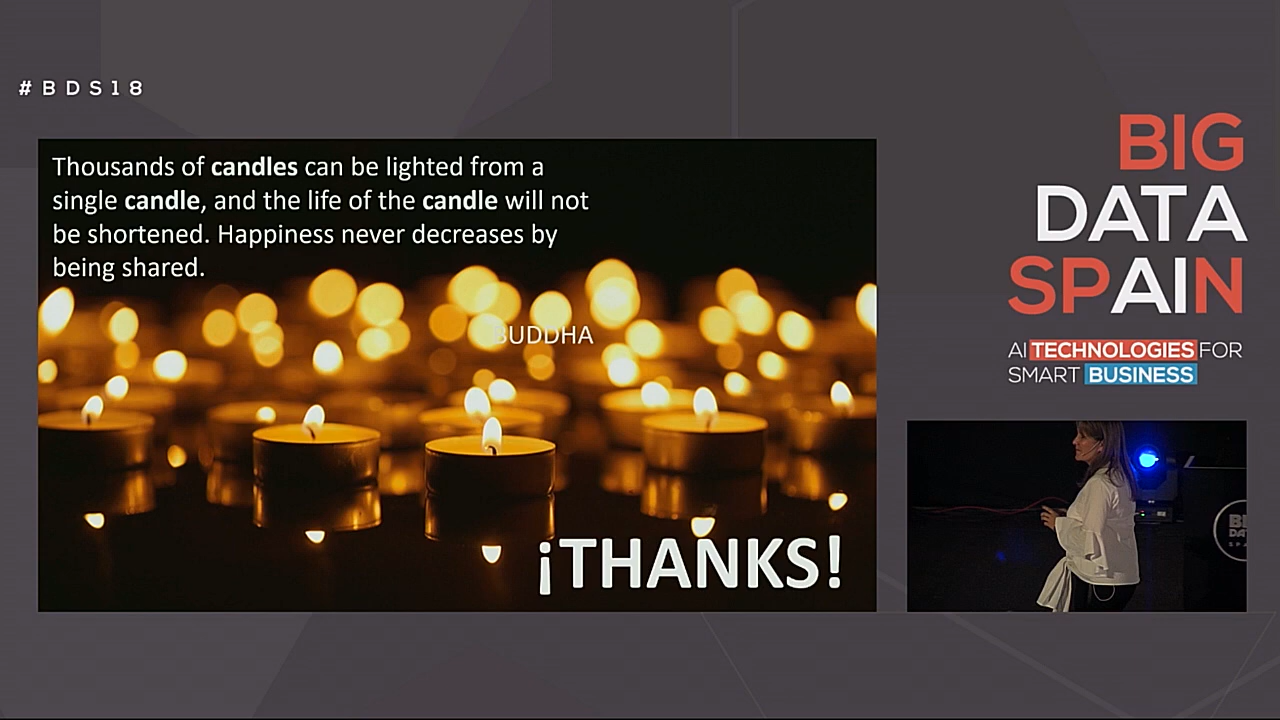 #BDS18
Thousands of candles can be lighted from a
single candle, and the life of the candle will not
be shortened. Happiness never decreases by
being shared.
BUDDHA
¡THANKS!
BIG
DATA
SPAIN
AI TECHNOLOGIES FOR
SMART BUSINESS